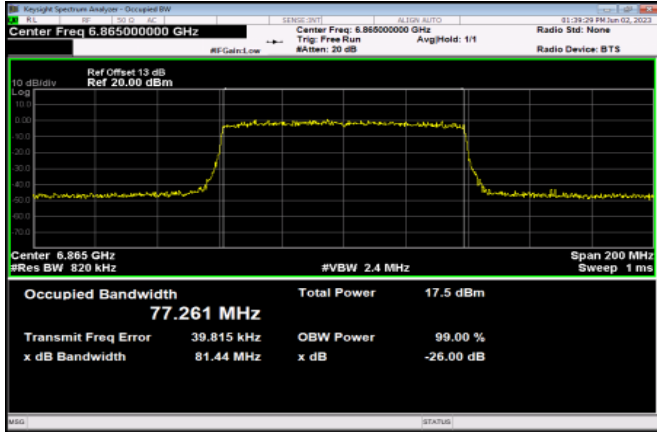 Keysight Spectrum Analyzer - Occupied BW
RL RF 50 Ω AC SENSE:INT ALIGN AUTO 01:39:29 PM Jun 02, 2023
Center Freq 6.865000000 GHz Center Freq: 6.865000000 GHz Radio Std: None
Trig: Free Run Avg|Hold: 1/1
#IFGain:Low #Atten: 20 dB Radio Device: BTS
Ref Offset 13 dB
10 dB/div Ref 20.00 dBm
Log
10.0
0.00
-10.0
-20.0
-30.0
-40.0
-50.0
-60.0
-70.0
Center 6.865 GHz Span 200 MHz
#Res BW 820 kHz #VBW 2.4 MHz Sweep 1 ms
Occupied Bandwidth Total Power 17.5 dBm
77.261 MHz
Transmit Freq Error 39.815 kHz OBW Power 99.00 %
x dB Bandwidth 81.44 MHz x dB -26.00 dB
MSG STATUS